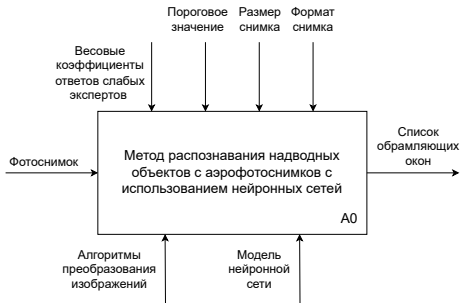 Пороговое
значение
Размер
снимка
Формат
снимка
Весовые
коэффициенты
ответов слабых
экспертов
Фотоснимок
Метод распознавания надводных
объектов с аэрофотоснимков с
использованием нейронных сетей
A0
Список
обрамляющих
окон
Алгоритмы
преобразования
изображений
Модель
нейронной
сети